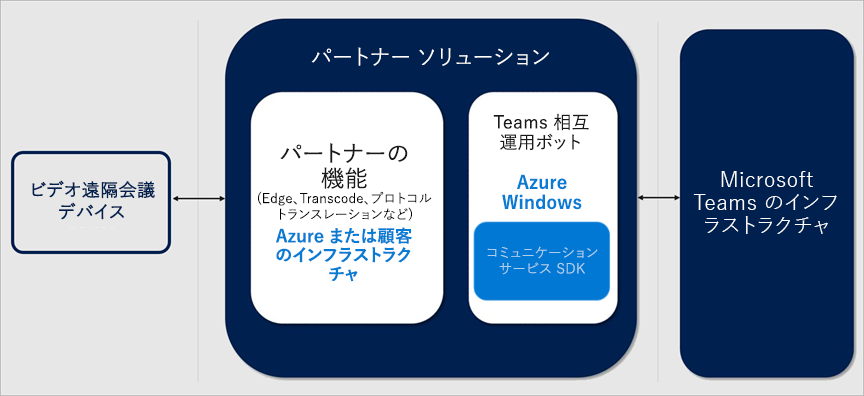 パートナー ソリューション
ビデオ遠隔会議
デバイス
パートナーの
機能
(Edge、Transcode、プロトコル
トランスレーションなど)
Azure または顧客
のインフラストラク
チャ
Teams 相互
運用ボット
Azure
Windows
コミュニケーション
サービス SDK
Microsoft
Teams のインフ
ラストラクチャ